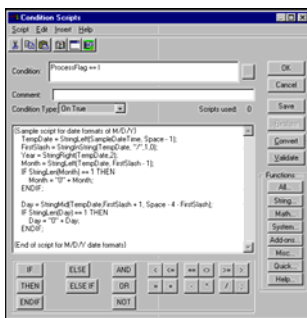 Condition Scripts
Script Edit Insert Help
Condition: ProcessFlag == 1
OK
Cancel
Comment:
Condition Type: On True Scripts used: 0
Save
Restore
Convert
Validate
{Sample script for date formats of M/D/Y}
TempDate = StringLeft(SampleDateTime, Space - 1);
FirstSlash = StringInString(TempDate, "/",1,0);
Year = StringRight(TempDate,2);
Month = StringLeft(TempDate, FirstSlash - 1);
IF StringLen(Month) == 1 THEN
Month = "0" + Month;
ENDIF;
Day = StringMid(TempDate,FirstSlash + 1, Space - 4 - FirstSlash);
IF StringLen(Day) == 1 THEN
Day = "0" + Day;
ENDIF;
{End of script for M/D/Y date formats}
Functions
All...
String...
Math...
System...
Add-ons...
Misc...
Quick...
Help...
IF ELSE AND < <= == <> >= >
THEN ELSE IF OR = + - * / ;
ENDIF NOT